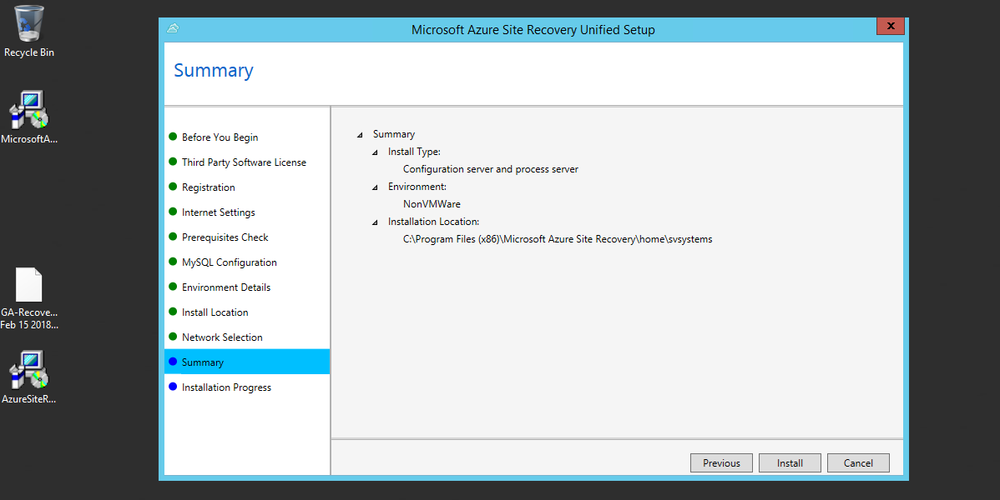 Recycle Bin
MicrosoftA...
GA-Recove...
Feb 15 2018...
AzureSiteR...
Microsoft Azure Site Recovery Unified Setup
x
Summary
Before You Begin
Third Party Software License
Registration
Internet Settings
Prerequisites Check
MySQL Configuration
Environment Details
Install Location
Network Selection
Summary
Installation Progress
Summary
Install Type:
Configuration server and process server
Environment:
NonVMWare
Installation Location:
C:\Program Files (x86)\Microsoft Azure Site Recovery\home\svsystems
Previous
Install
Cancel